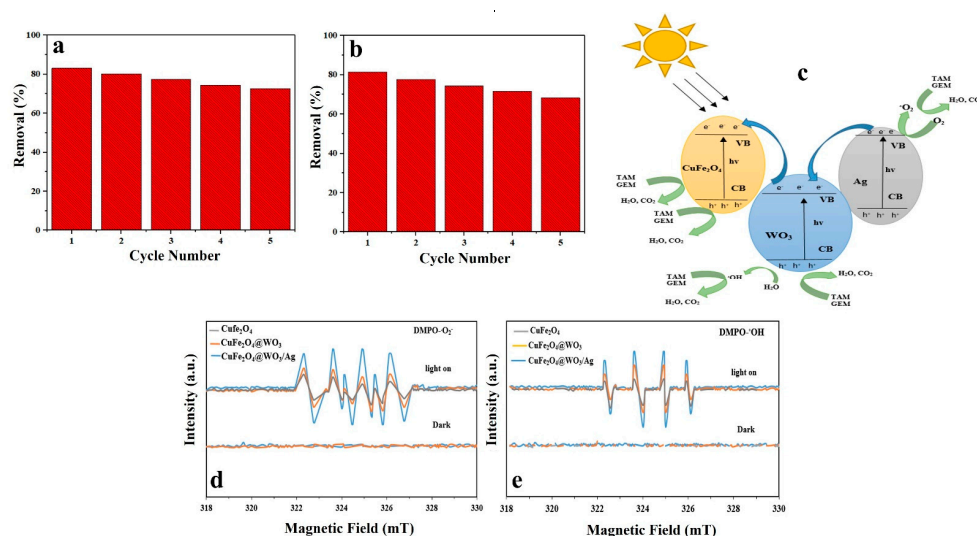 a
Removal (%)
100
80
60
40
20
0
1 2 3 4 5
Cycle Number
b
Removal (%)
100
80
60
40
20
0
1 2 3 4 5
Cycle Number
c
TAM
GEM
H₂O, CO₂
·O₂
O₂
e⁻ e⁻ e⁻
VB
CuFe₂O₄
hv
CB
h⁺ h⁺ h⁺
e⁻ e⁻ e⁻
VB
hv
WO₃
CB
h⁺ h⁺ h⁺
e⁻ e⁻ e⁻
VB
hv
Ag
CB
h⁺ h⁺ h⁺
TAM
GEM
H₂O, CO₂
TAM
GEM
H₂O, CO₂
TAM
GEM
·OH
H₂O
H₂O, CO₂
H₂O, CO₂
TAM
GEM
Cufe₂O₄
CuFe₂O₄@WO₃
CuFe₂O₄@WO₃/Ag
DMPO-·O₂⁻
light on
Dark
d
Intensity (a.u.)
318 320 322 324 326 328 330
Magnetic Field (mT)
CuFe₂O₄
CuFe₂O₄@WO₃
CuFe₂O₄@WO₃/Ag
DMPO-·OH
light on
Dark
e
Intensity (a.u.)
318 320 322 324 326 328 330
Magnetic Field (mT)